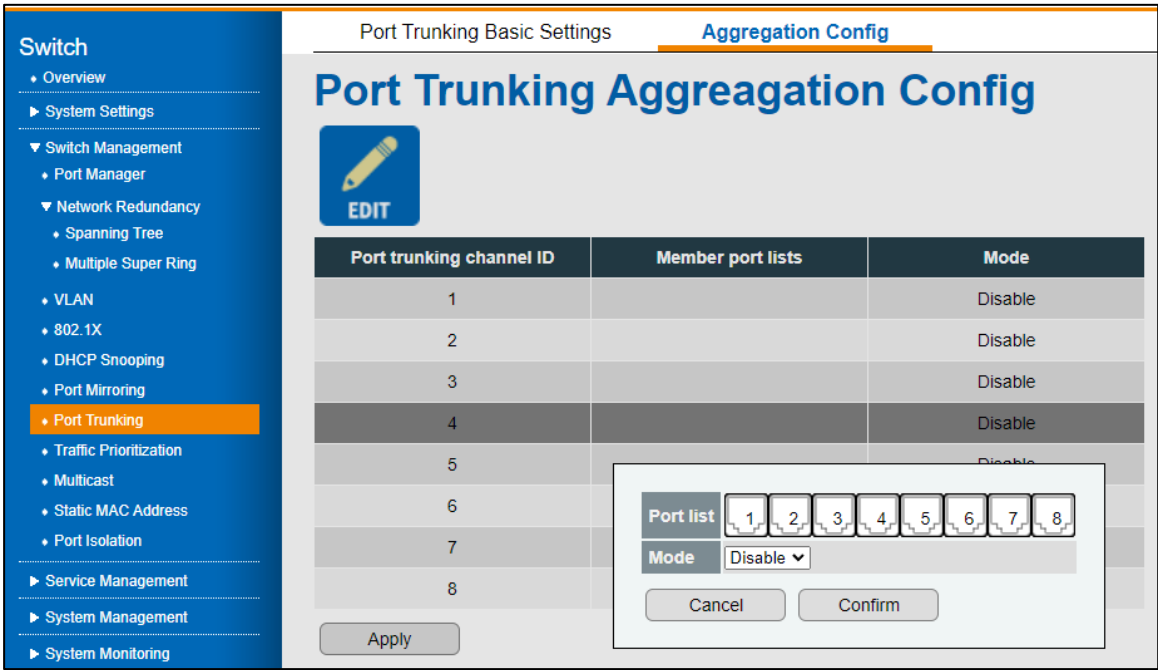 Port Trunking Basic Settings
Aggregation Config
Switch
Overview
System Settings
Switch Management
Port Manager
Network Redundancy
Spanning Tree
Multiple Super Ring
VLAN
802.1X
DHCP Snooping
Port Mirroring
Port Trunking
Traffic Prioritization
Multicast
Static MAC Address
Port Isolation
Service Management
System Management
System Monitoring
Port Trunking Aggreagation Config
EDIT
Port trunking channel ID Member port lists Mode
1 Disable
2 Disable
3 Disable
4 Disable
5 Disable
6
7
8
Port list 1 2 3 4 5 6 7 8
Mode Disable
Cancel Confirm
Apply